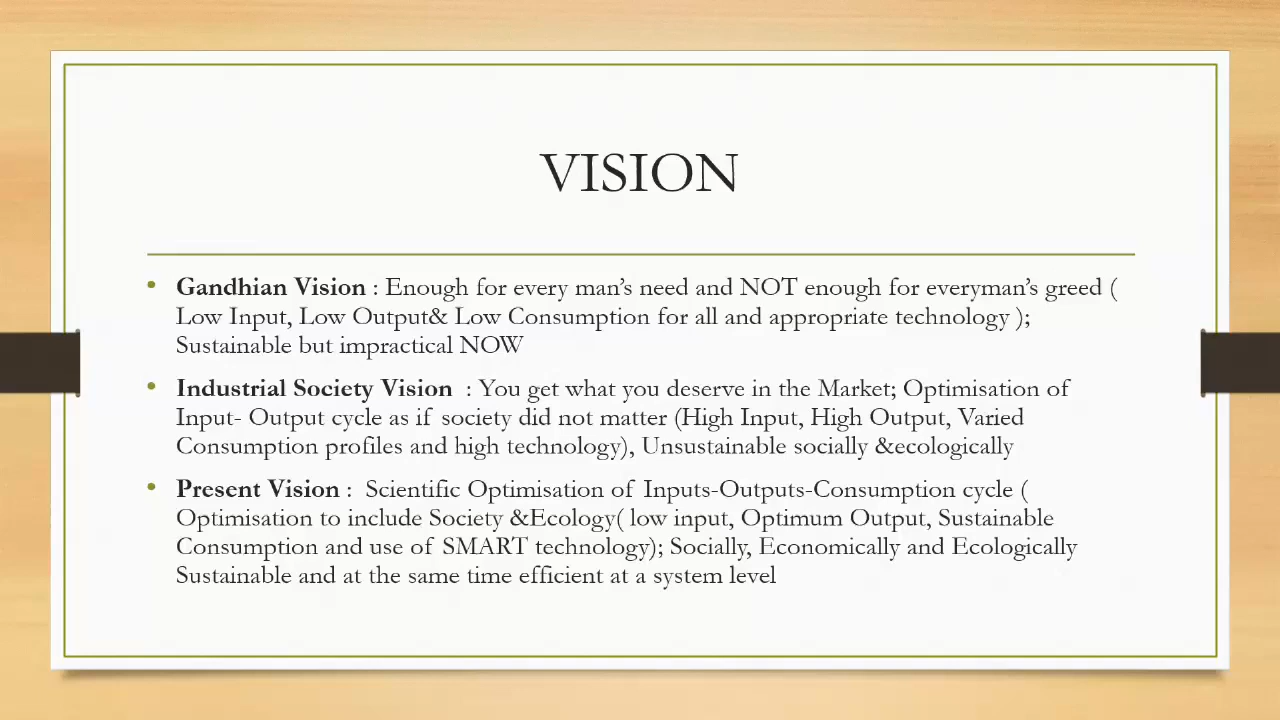 VISION
• Gandhian Vision : Enough for every man's need and NOT enough for everyman's greed (
Low Input, Low Output& Low Consumption for all and appropriate technology );
Sustainable but impractical NOW
• Industrial Society Vision : You get what you deserve in the Market; Optimisation of
Input- Output cycle as if society did not matter (High Input, High Output, Varied
Consumption profiles and high technology), Unsustainable socially &ecologically
• Present Vision : Scientific Optimisation of Inputs-Outputs-Consumption cycle (
Optimisation to include Society &Ecology( low input, Optimum Output, Sustainable
Consumption and use of SMART technology); Socially, Economically and Ecologically
Sustainable and at the same time efficient at a system level